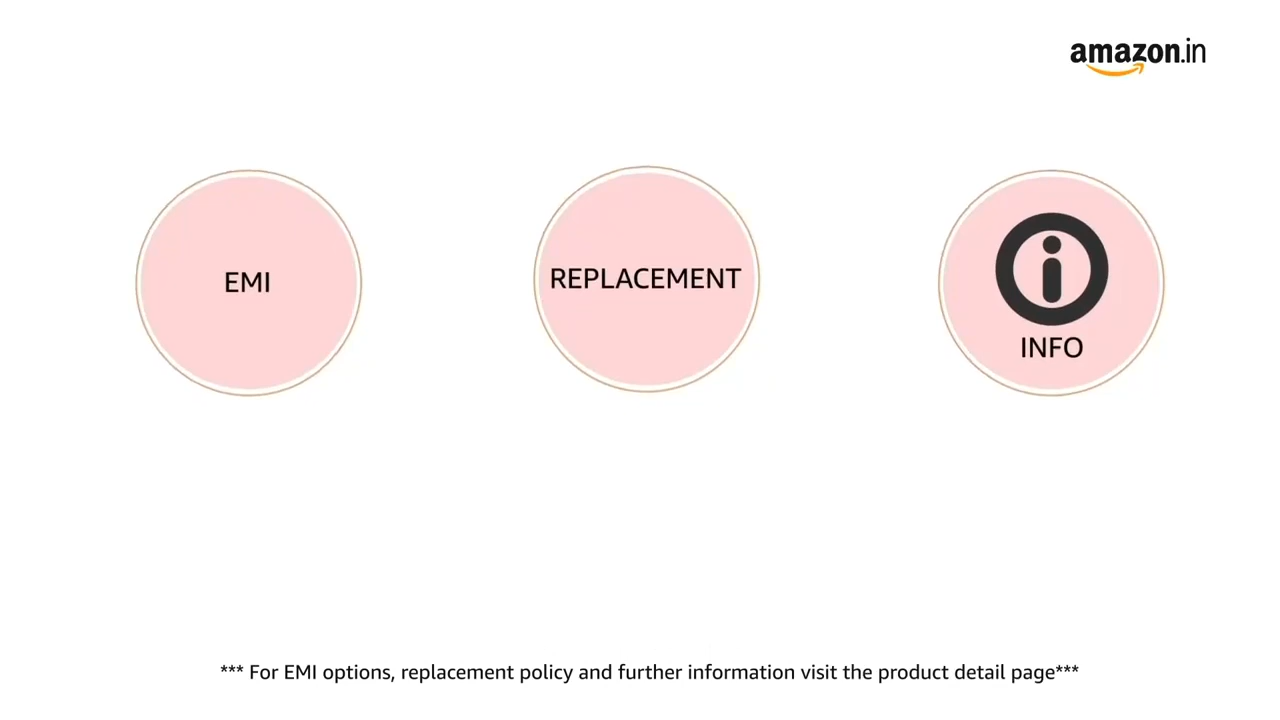 amazon.in
EMI
REPLACEMENT
INFO
*** For EMI options, replacement policy and further information visit the product detail page***